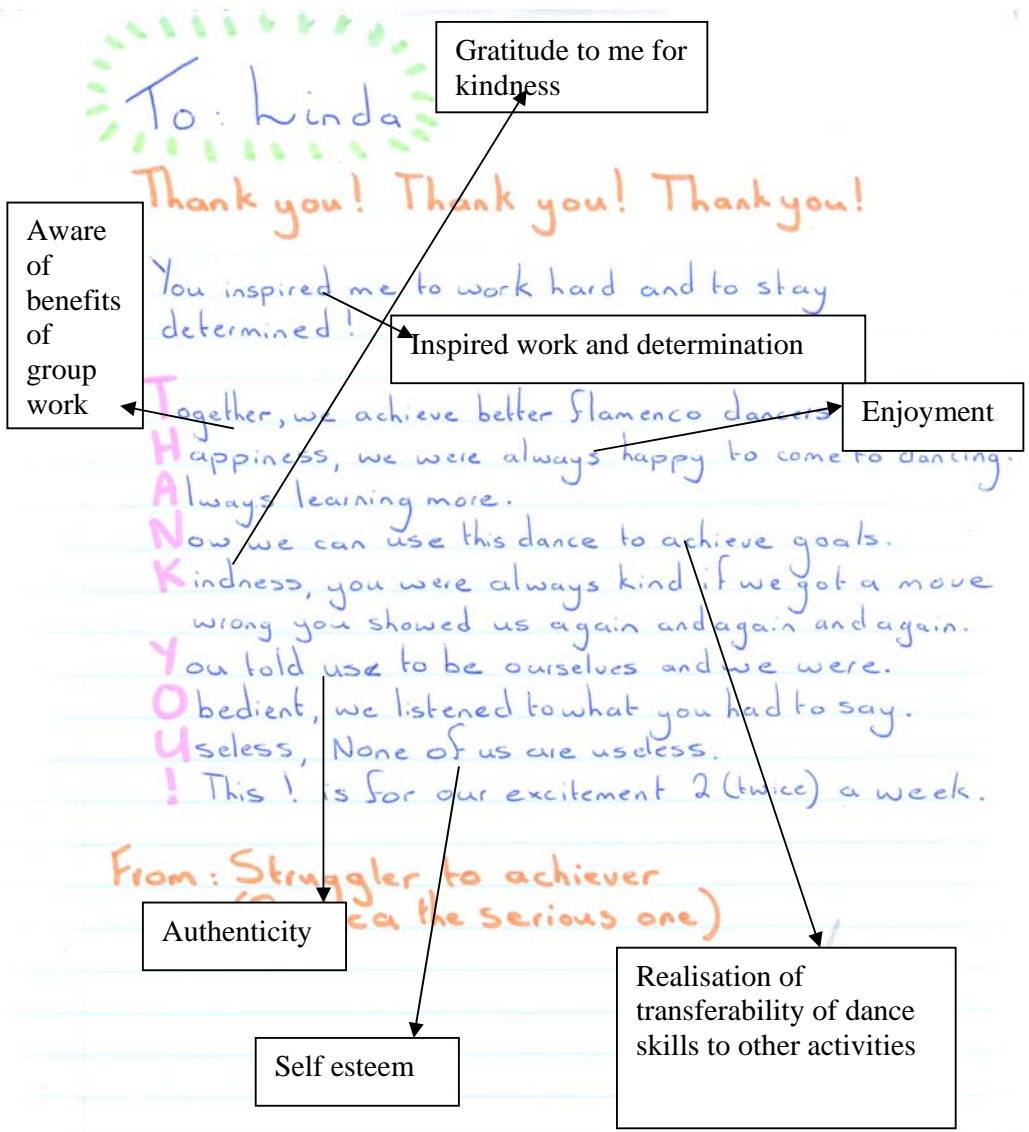 Gratitude to me for
kindness
To: Linda
Thank you! Thank you! Thank you!
Aware
of
benefits
of
group
work
You inspired me to work hard and to stay
determined!
Inspired work and determination
Together, we achieve better flamenco dancers
Enjoyment
Happiness, we were always happy to come to dancing.
Always learning more.
Now we can use this dance to achieve goals.
Kindness, you were always kind if we got a move
wrong you showed us again and again and again.
You told use to be ourselves and we were.
Obedient, we listened to what you had to say.
Useless, None of us are useless.
! This ! is for our excitement 2 (twice) a week.
From: Struggler to achiever
the serious one)
Authenticity
Realisation of
transferability of dance
skills to other activities
Self esteem